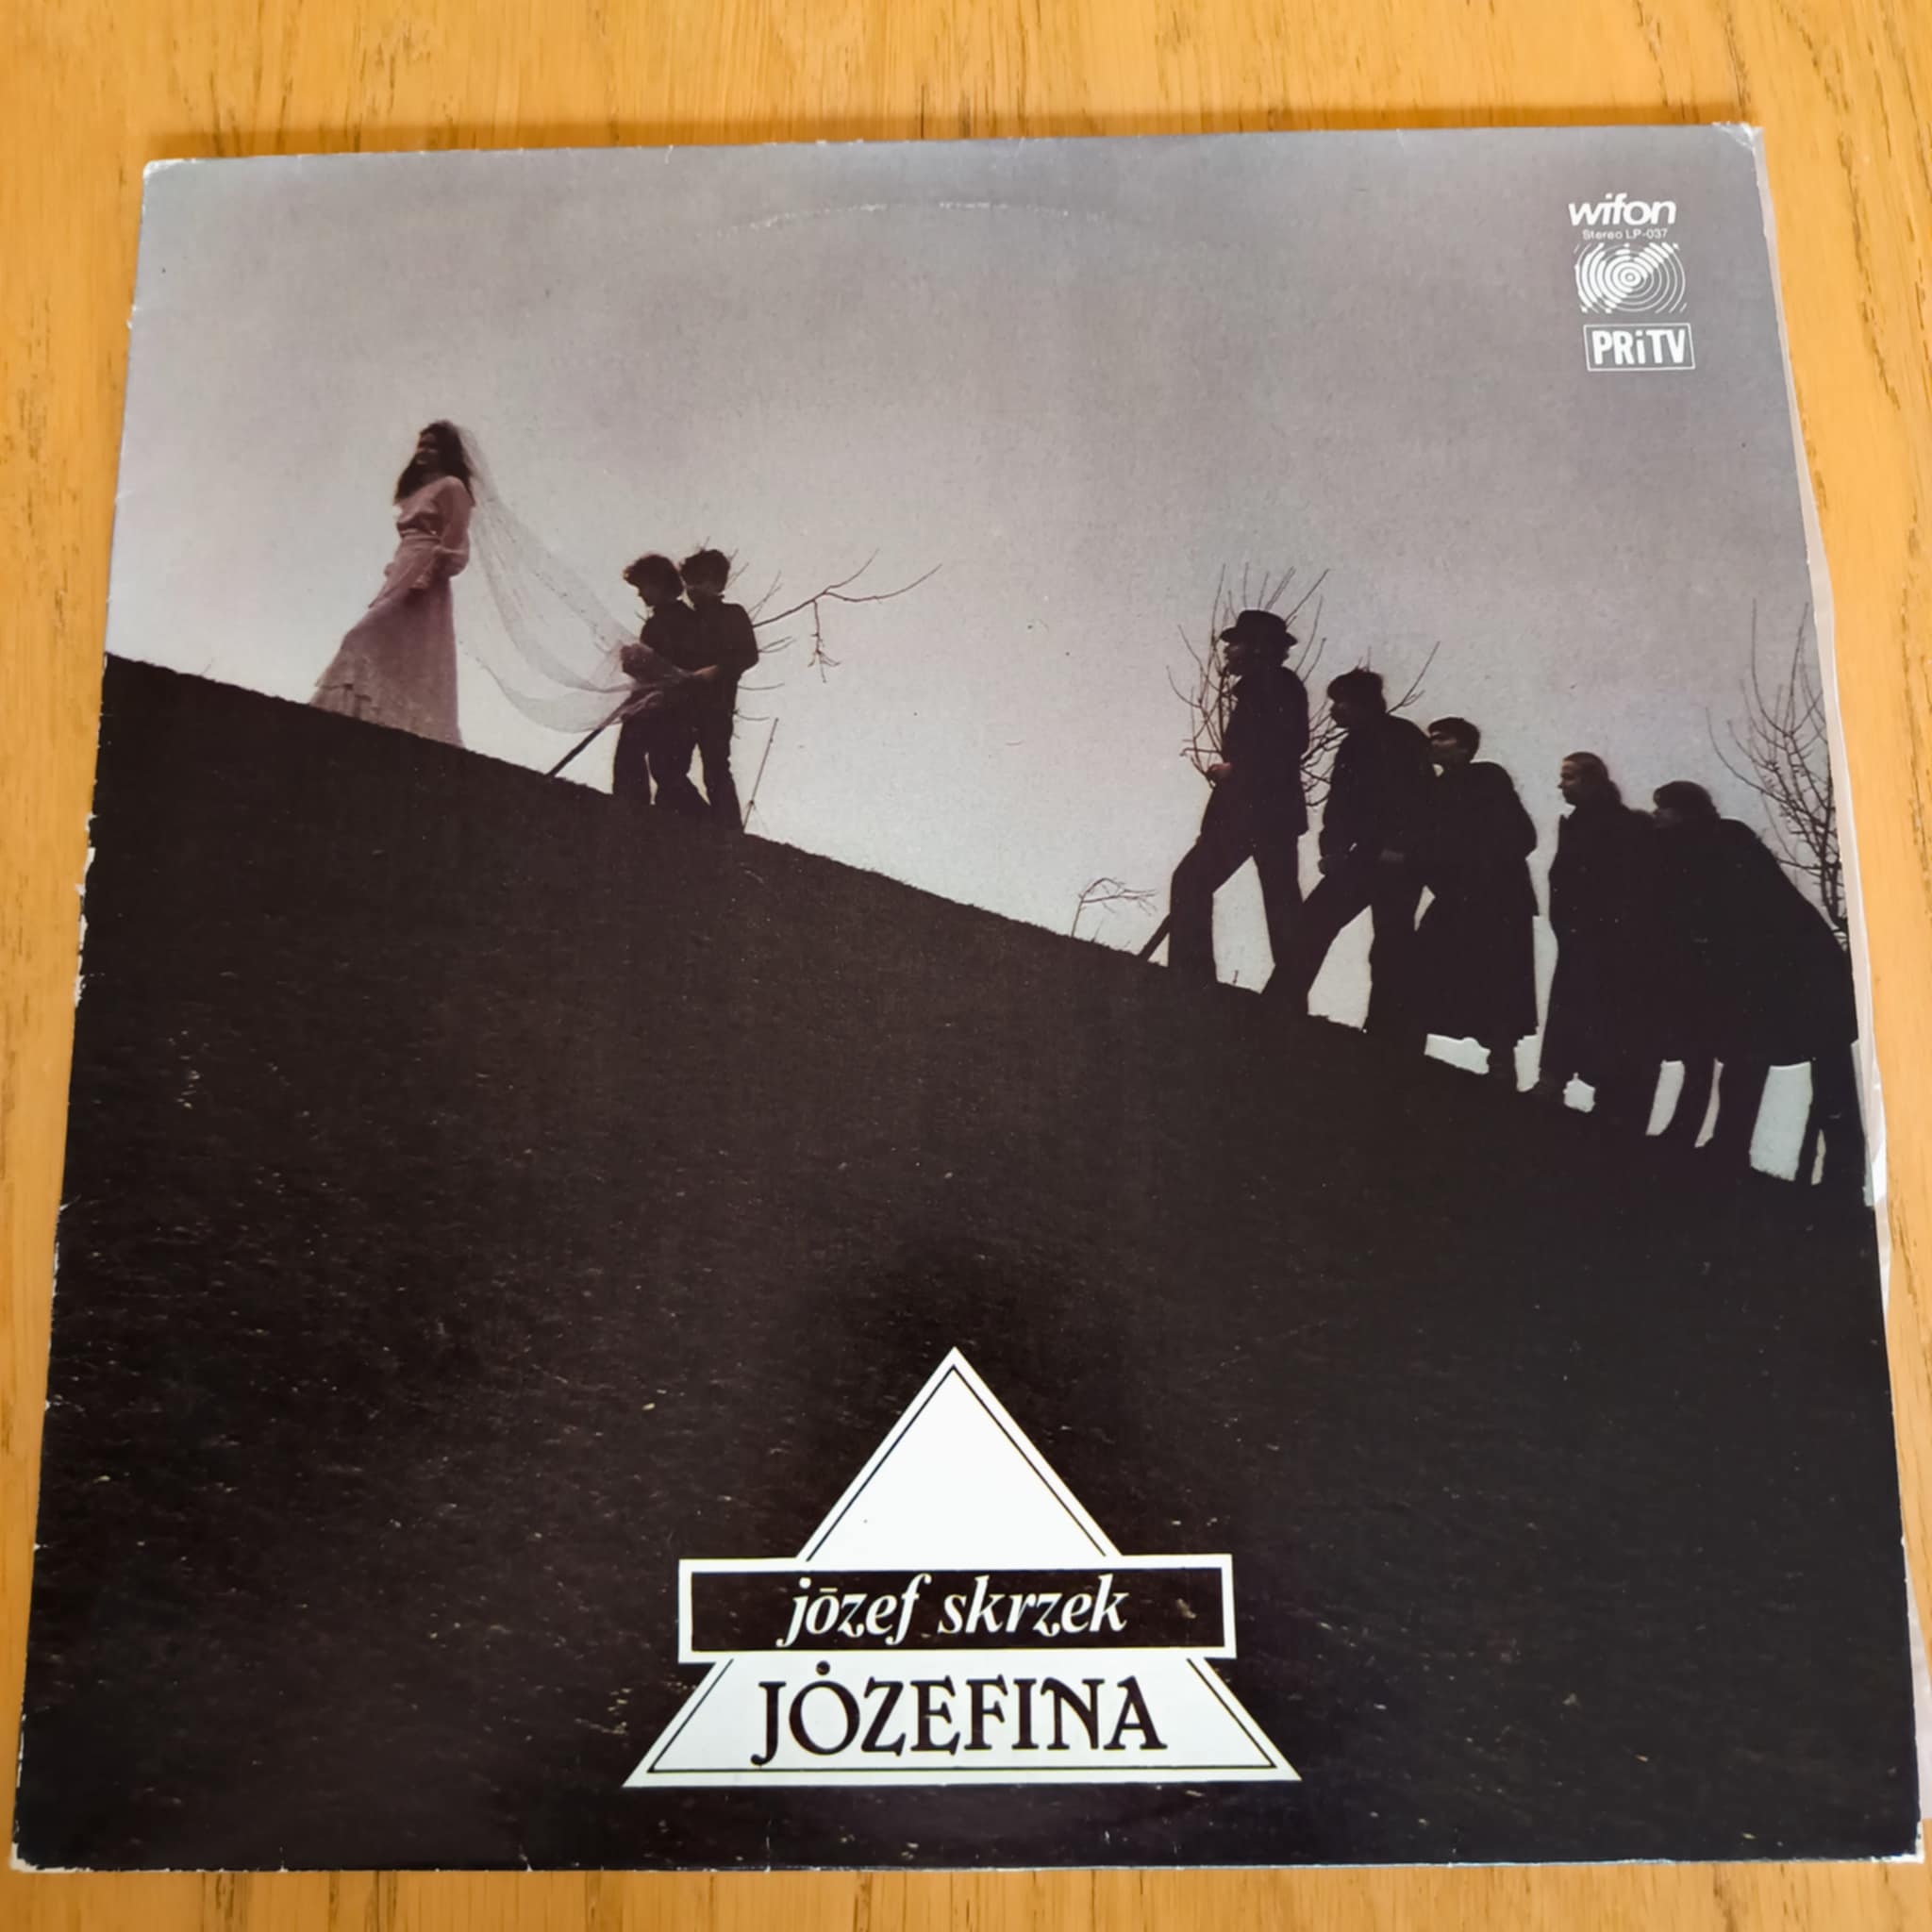 wifon
Stereo LP-037
PRiTV
józef skrzek
JÓZEFINA